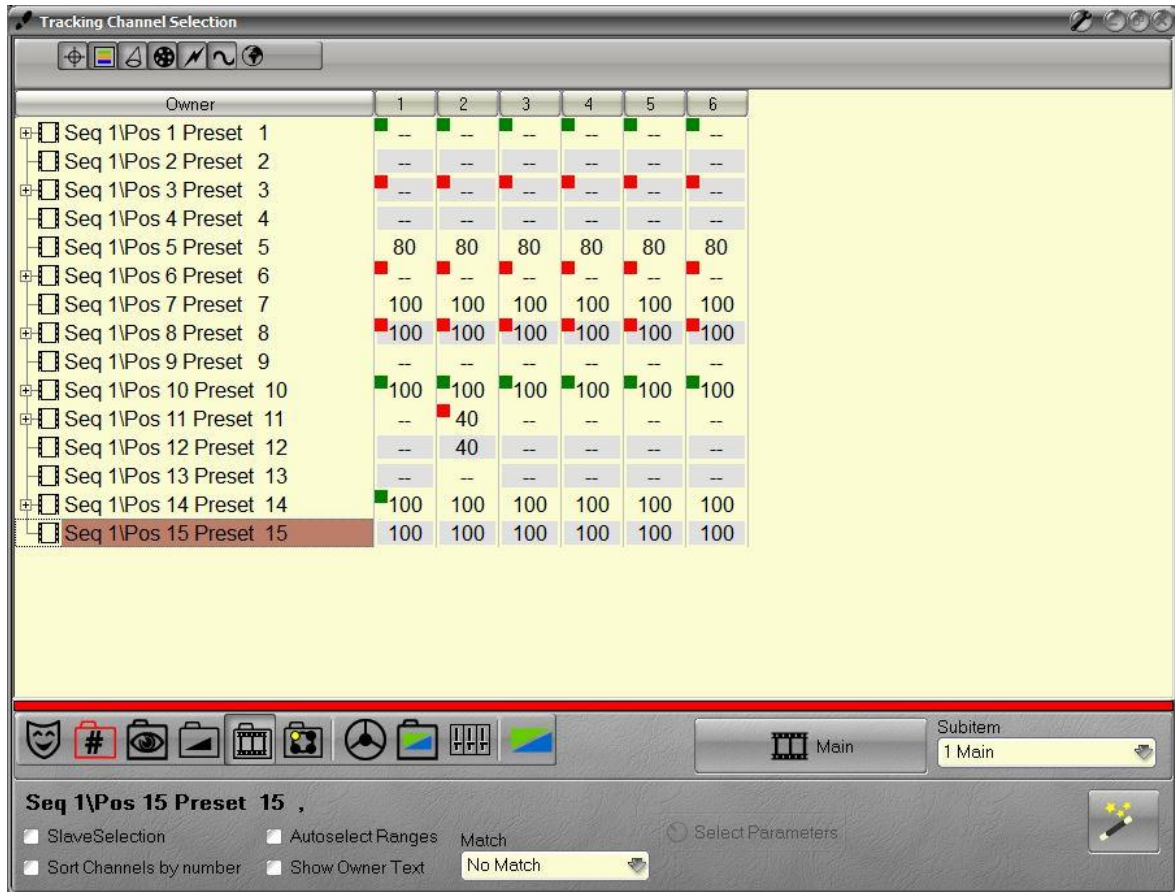 Tracking Channel Selection
Owner 1 2 3 4 5 6
Seq 1\Pos 1 Preset 1 -- -- -- -- -- --
Seq 1\Pos 2 Preset 2 -- -- -- -- -- --
Seq 1\Pos 3 Preset 3 -- -- -- -- -- --
Seq 1\Pos 4 Preset 4 -- -- -- -- -- --
Seq 1\Pos 5 Preset 5 80 80 80 80 80 80
Seq 1\Pos 6 Preset 6 -- -- -- -- -- --
Seq 1\Pos 7 Preset 7 100 100 100 100 100 100
Seq 1\Pos 8 Preset 8 100 100 100 100 100 100
Seq 1\Pos 9 Preset 9 -- -- -- -- -- --
Seq 1\Pos 10 Preset 10 100 100 100 100 100 100
Seq 1\Pos 11 Preset 11 -- 40 -- -- -- --
Seq 1\Pos 12 Preset 12 -- 40 -- -- -- --
Seq 1\Pos 13 Preset 13 -- -- -- -- -- --
Seq 1\Pos 14 Preset 14 100 100 100 100 100 100
Seq 1\Pos 15 Preset 15 100 100 100 100 100 100
#
Main
Subitem
1 Main
Seq 1\Pos 15 Preset 15 ,
SlaveSelection Autoselect Ranges Match Select Parameters
Sort Channels by number Show Owner Text No Match